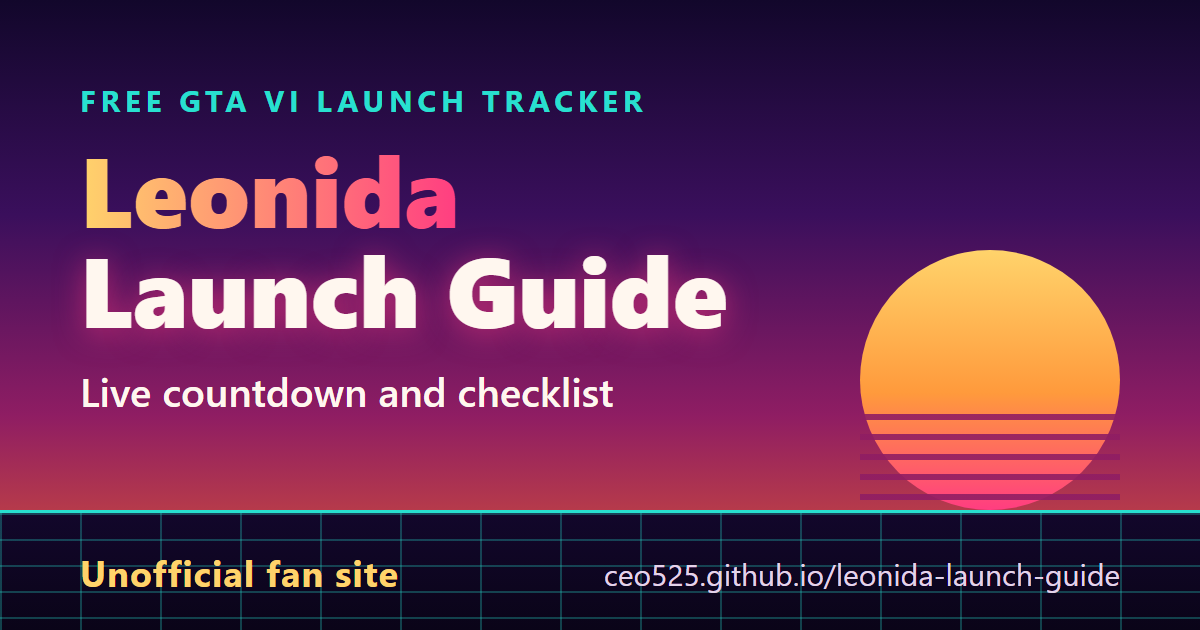 FREE GTA VI LAUNCH TRACKER
Leonida
Launch Guide
Live countdown and checklist
Unofficial fan site
ceo525.github.io/leonida-launch-guide